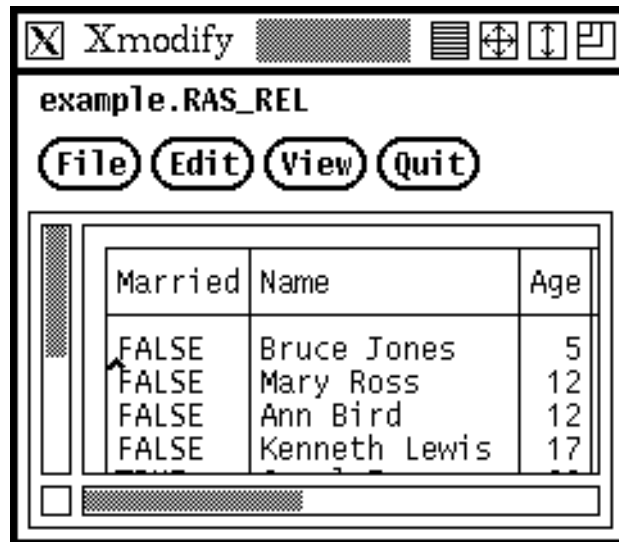 X Xmodify
example.RAS_REL
File Edit View Quit
Married Name Age
FALSE Bruce Jones 5
FALSE Mary Ross 12
FALSE Ann Bird 12
FALSE Kenneth Lewis 17